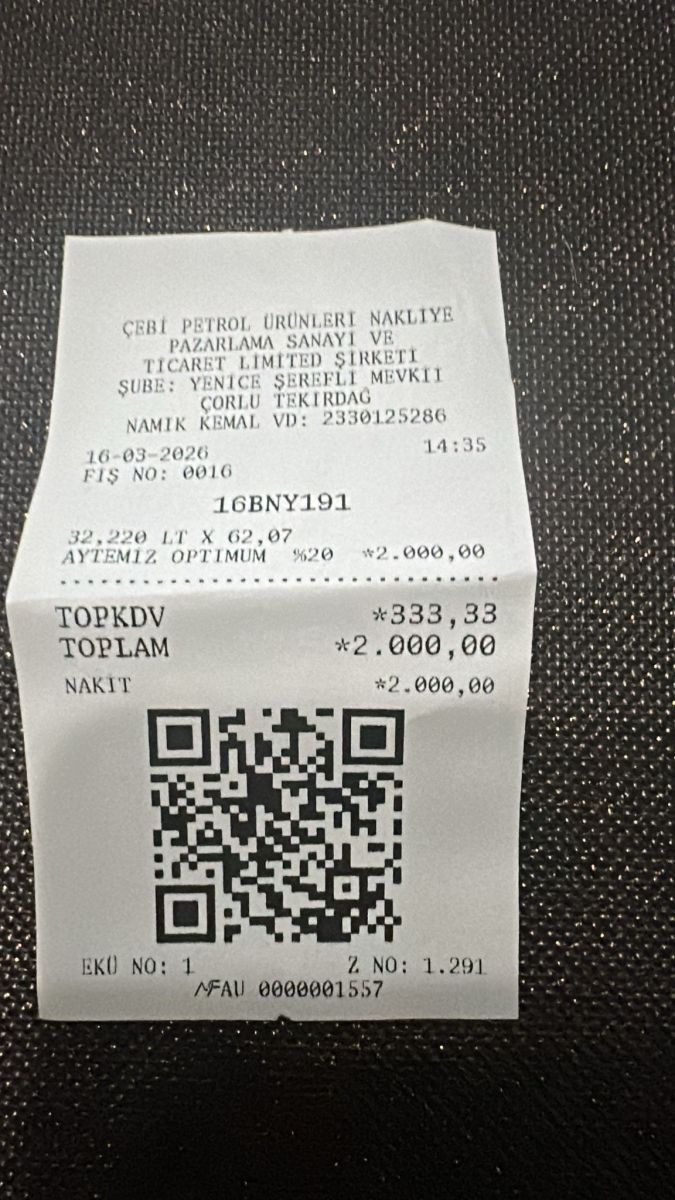 ÇEBİ PETROL ÜRÜNLERİ NAKLİYE
PAZARLAMA SANAYİ VE
TİCARET LİMİTED ŞİRKETİ
ŞUBE: YENİCE ŞEREFLİ MEVKİİ
ÇORLU TEKİRDAĞ
NAMIK KEMAL VD: 2330125286
16-03-2026 14:35
FİŞ NO: 0016
16BNY191
32,220 LT X 62,07
AYTEMİZ OPTIMUM %20 *2.000,00
TOPKDV *333,33
TOPLAM *2.000,00
NAKİT *2.000,00
EKÜ NO: 1 Z NO: 1.291
MFAU 0000001557